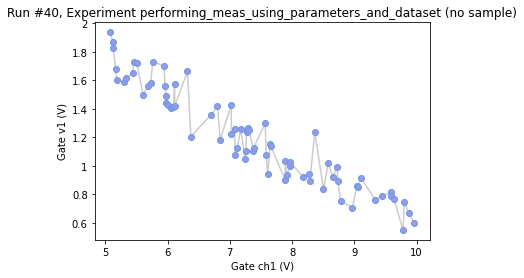 Run #40, Experiment performing_meas_using_parameters_and_dataset (no sample)
2
1.8
1.6
1.4
1.2
1.0
0.8
0.6
Gate v1 (V)
5 6 7 8 9 10
Gate ch1 (V)